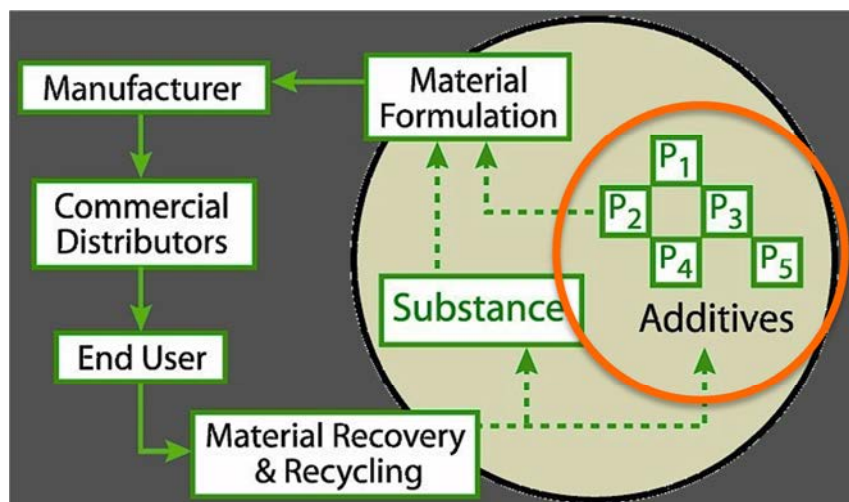 Manufacturer
Material
Formulation
Commercial
Distributors
End User
Material Recovery
& Recycling
Substance
P1
P2
P3
P4
P5
Additives